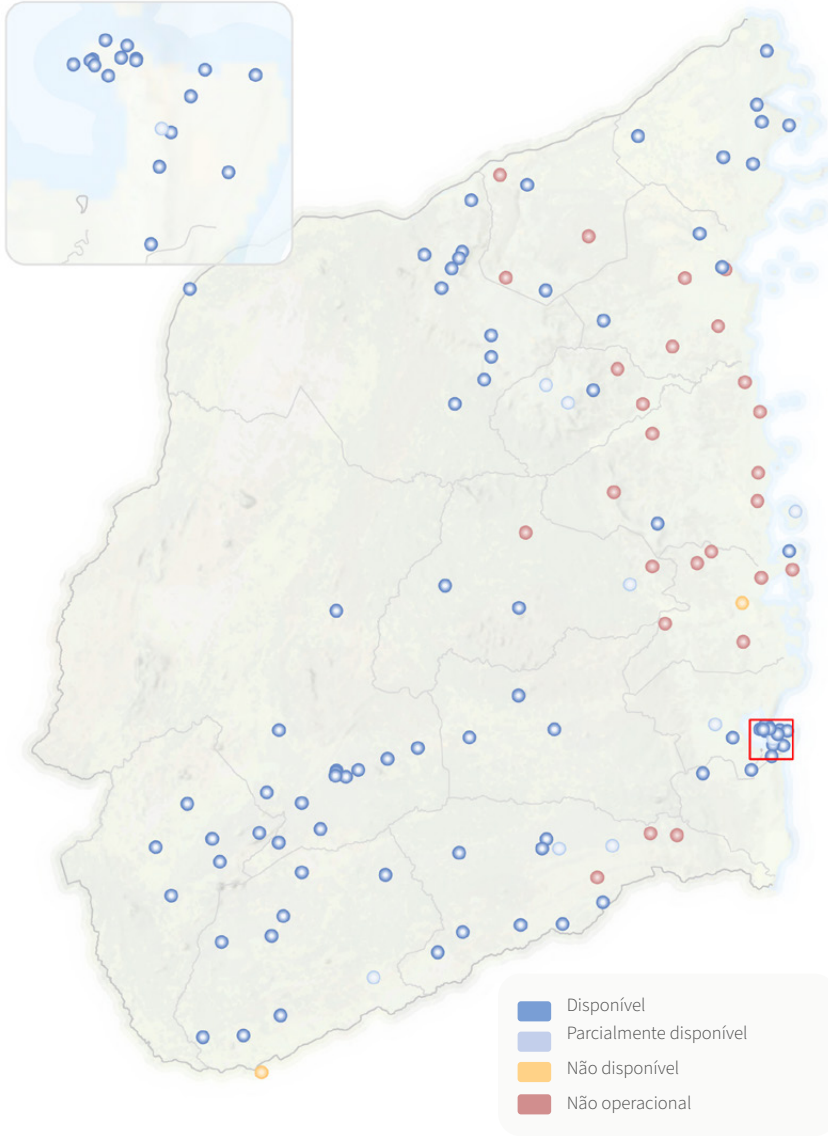 Disponível
Parcialmente disponível
Não disponível
Não operacional